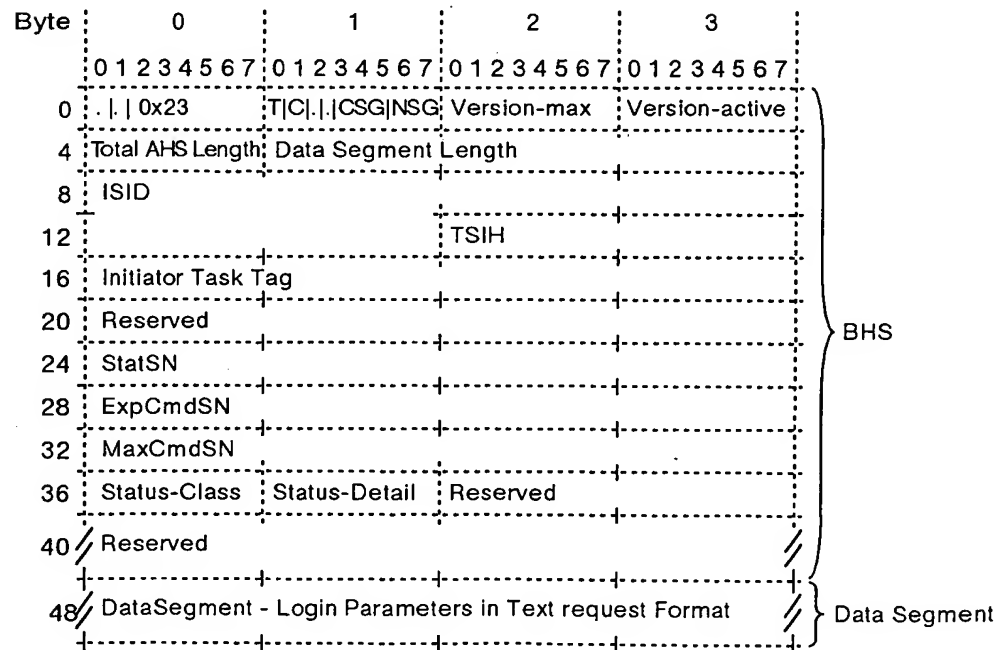 Byte 0 1 2 3
0 1 2 3 4 5 6 7 0 1 2 3 4 5 6 7 0 1 2 3 4 5 6 7 0 1 2 3 4 5 6 7
0 . |. | 0x23 T|C|.|.|CSG|NSG Version-max Version-active
4 Total AHS Length Data Segment Length
8 ISID
12 TSIH
16 Initiator Task Tag
20 Reserved
BHS
24 StatSN
28 ExpCmdSN
32 MaxCmdSN
36 Status-Class Status-Detail Reserved
40 Reserved
48 DataSegment - Login Parameters in Text request Format Data Segment